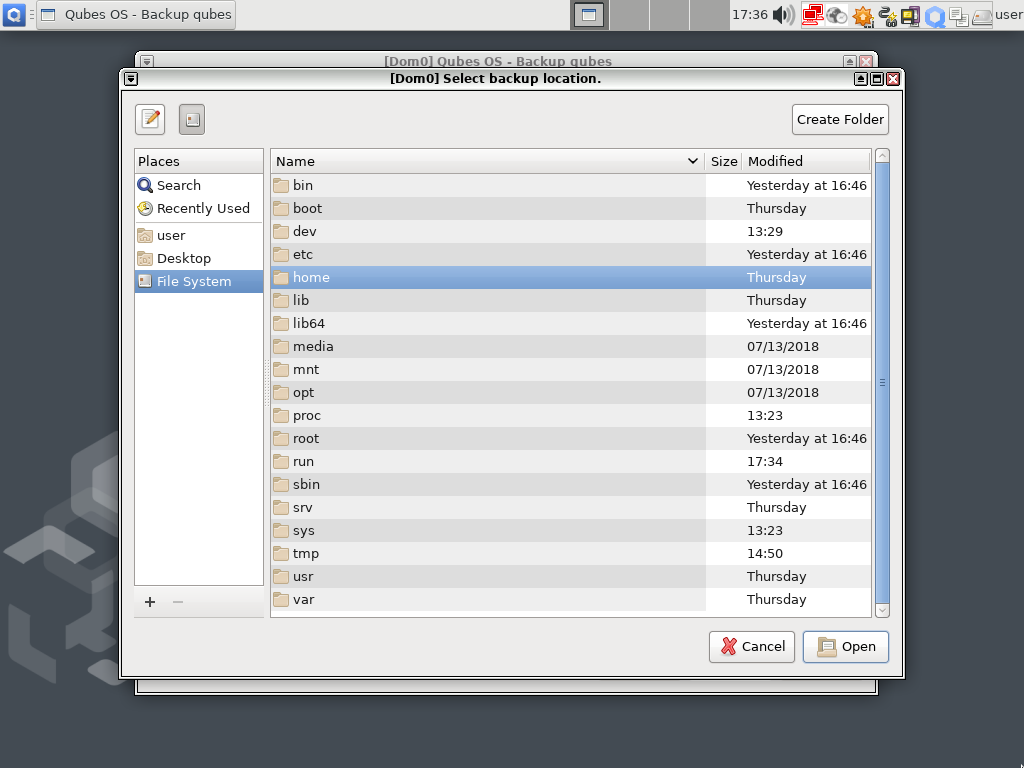 Qubes OS - Backup qubes
17:36
user
[Dom0] Qubes OS - Backup qubes
[Dom0] Select backup location.
Create Folder
Places
Name Size Modified
Search
Recently Used
user
Desktop
File System
bin Yesterday at 16:46
boot Thursday
dev 13:29
etc Yesterday at 16:46
home Thursday
lib Thursday
lib64 Yesterday at 16:46
media 07/13/2018
mnt 07/13/2018
opt 07/13/2018
proc 13:23
root Yesterday at 16:46
run 17:34
sbin Yesterday at 16:46
srv Thursday
sys 13:23
tmp 14:50
usr Thursday
var Thursday
Cancel
Open